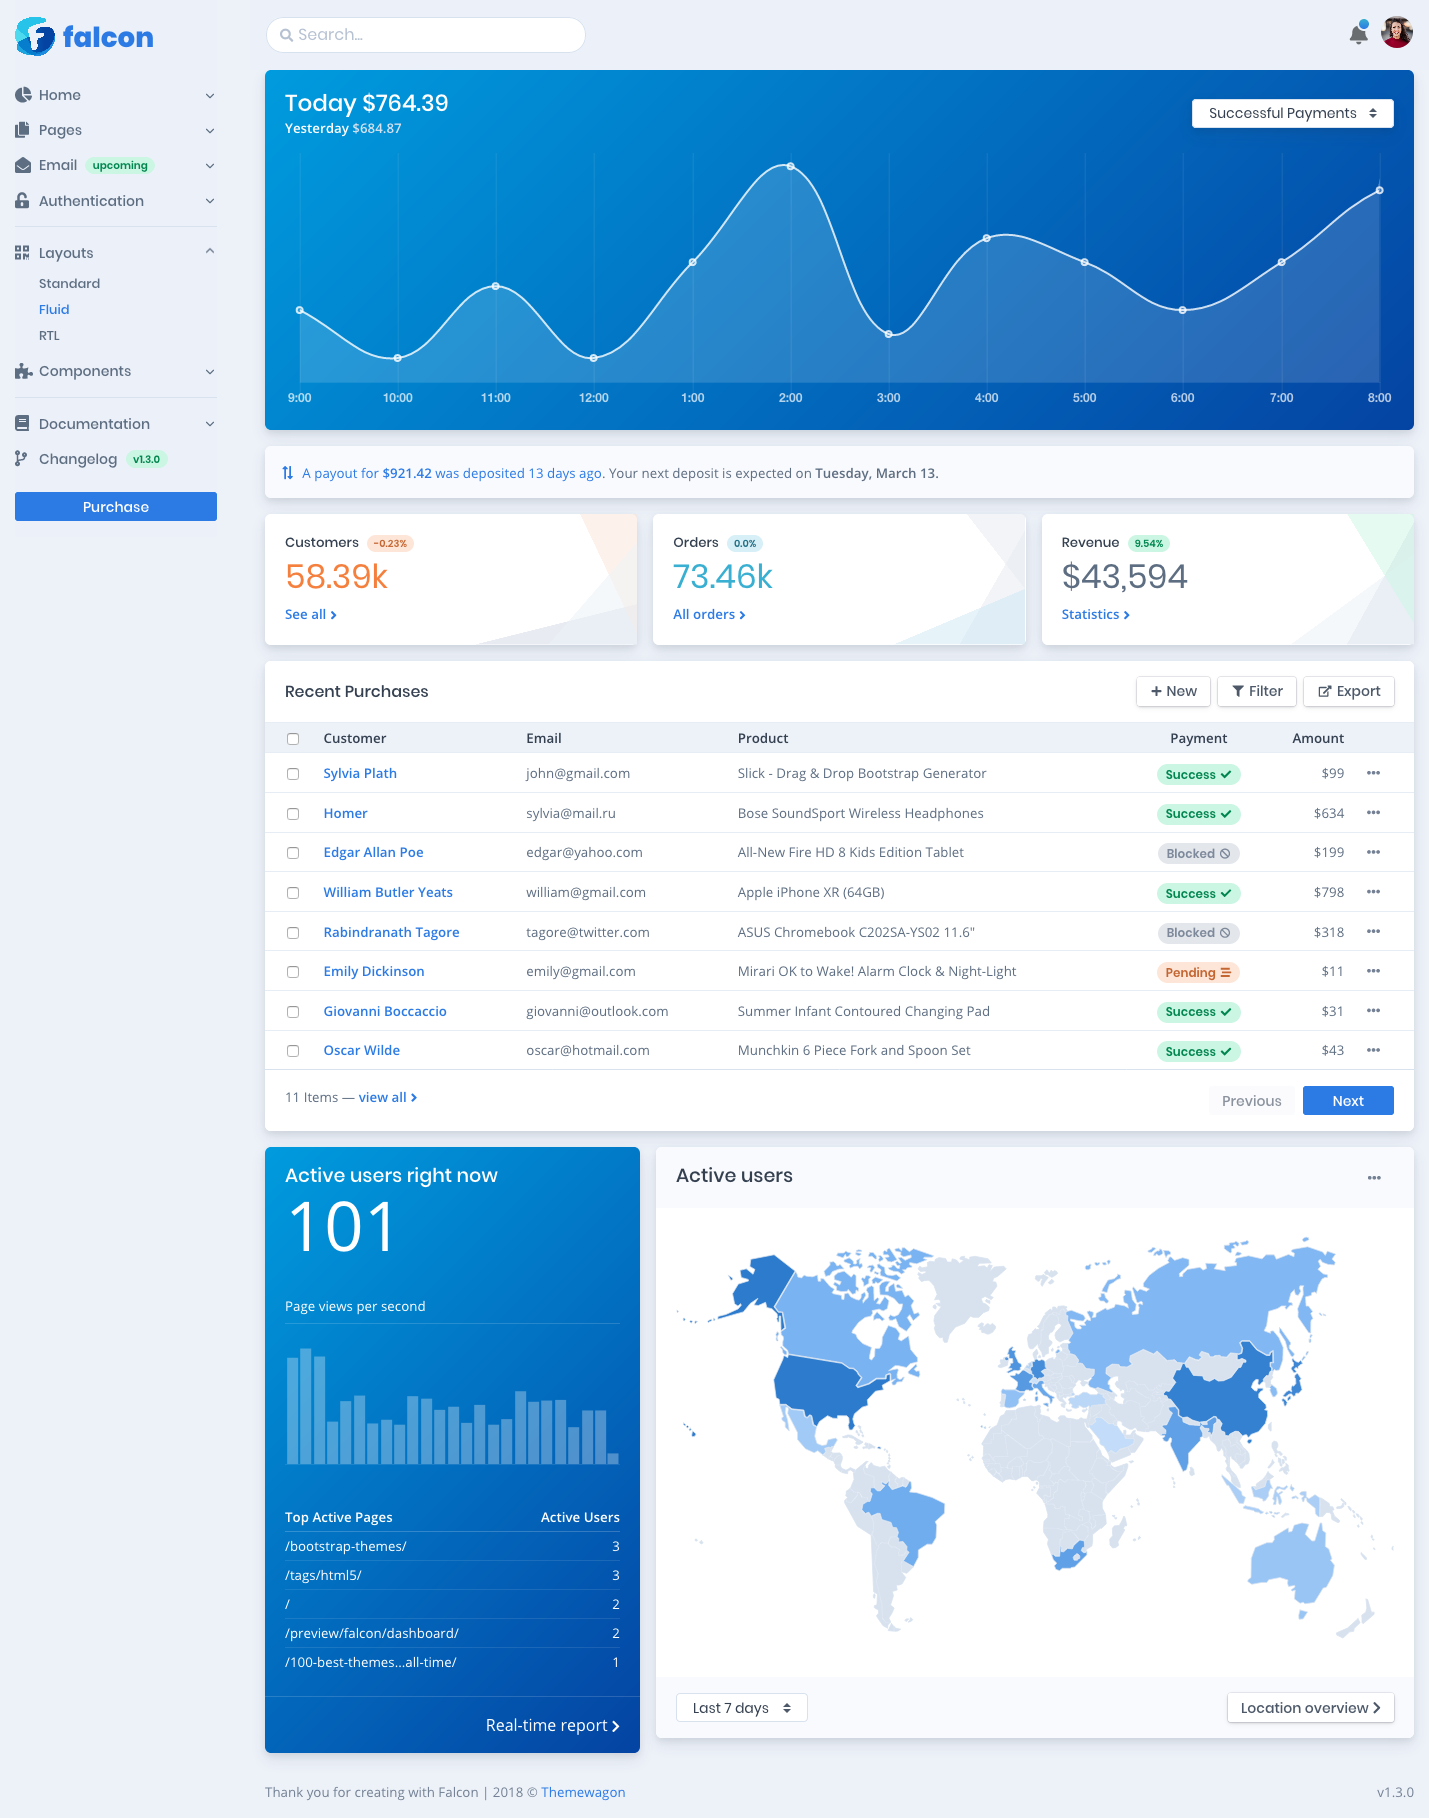 falcon
Search...
Home
Pages
Email upcoming
Authentication
Layouts
Standard
Fluid
RTL
Components
Documentation
Changelog v1.3.0
Purchase
Today $764.39
Yesterday $684.87
Successful Payments
9:00 10:00 11:00 12:00 1:00 2:00 3:00 4:00 5:00 6:00 7:00 8:00
A payout for $921.42 was deposited 13 days ago. Your next deposit is expected on Tuesday, March 13.
Customers -0.23%
58.39k
See all
Orders 0.0%
73.46k
All orders
Revenue 9.54%
$43,594
Statistics
Recent Purchases
New Filter Export
Customer Email Product Payment Amount
Sylvia Plath john@gmail.com Slick - Drag & Drop Bootstrap Generator Success $99
Homer sylvia@mail.ru Bose SoundSport Wireless Headphones Success $634
Edgar Allan Poe edgar@yahoo.com All-New Fire HD 8 Kids Edition Tablet Blocked $199
William Butler Yeats william@gmail.com Apple iPhone XR (64GB) Success $798
Rabindranath Tagore tagore@twitter.com ASUS Chromebook C202SA-YS02 11.6" Blocked $318
Emily Dickinson emily@gmail.com Mirari OK to Wake! Alarm Clock & Night-Light Pending $11
Giovanni Boccaccio giovanni@outlook.com Summer Infant Contoured Changing Pad Success $31
Oscar Wilde oscar@hotmail.com Munchkin 6 Piece Fork and Spoon Set Success $43
11 Items — view all
Previous Next
Active users right now
101
Page views per second
Top Active Pages Active Users
/bootstrap-themes/ 3
/tags/html5/ 3
/ 2
/preview/falcon/dashboard/ 2
/100-best-themes...all-time/ 1
Real-time report
Active users
Last 7 days
Location overview
Thank you for creating with Falcon | 2018 © Themewagon
v1.3.0